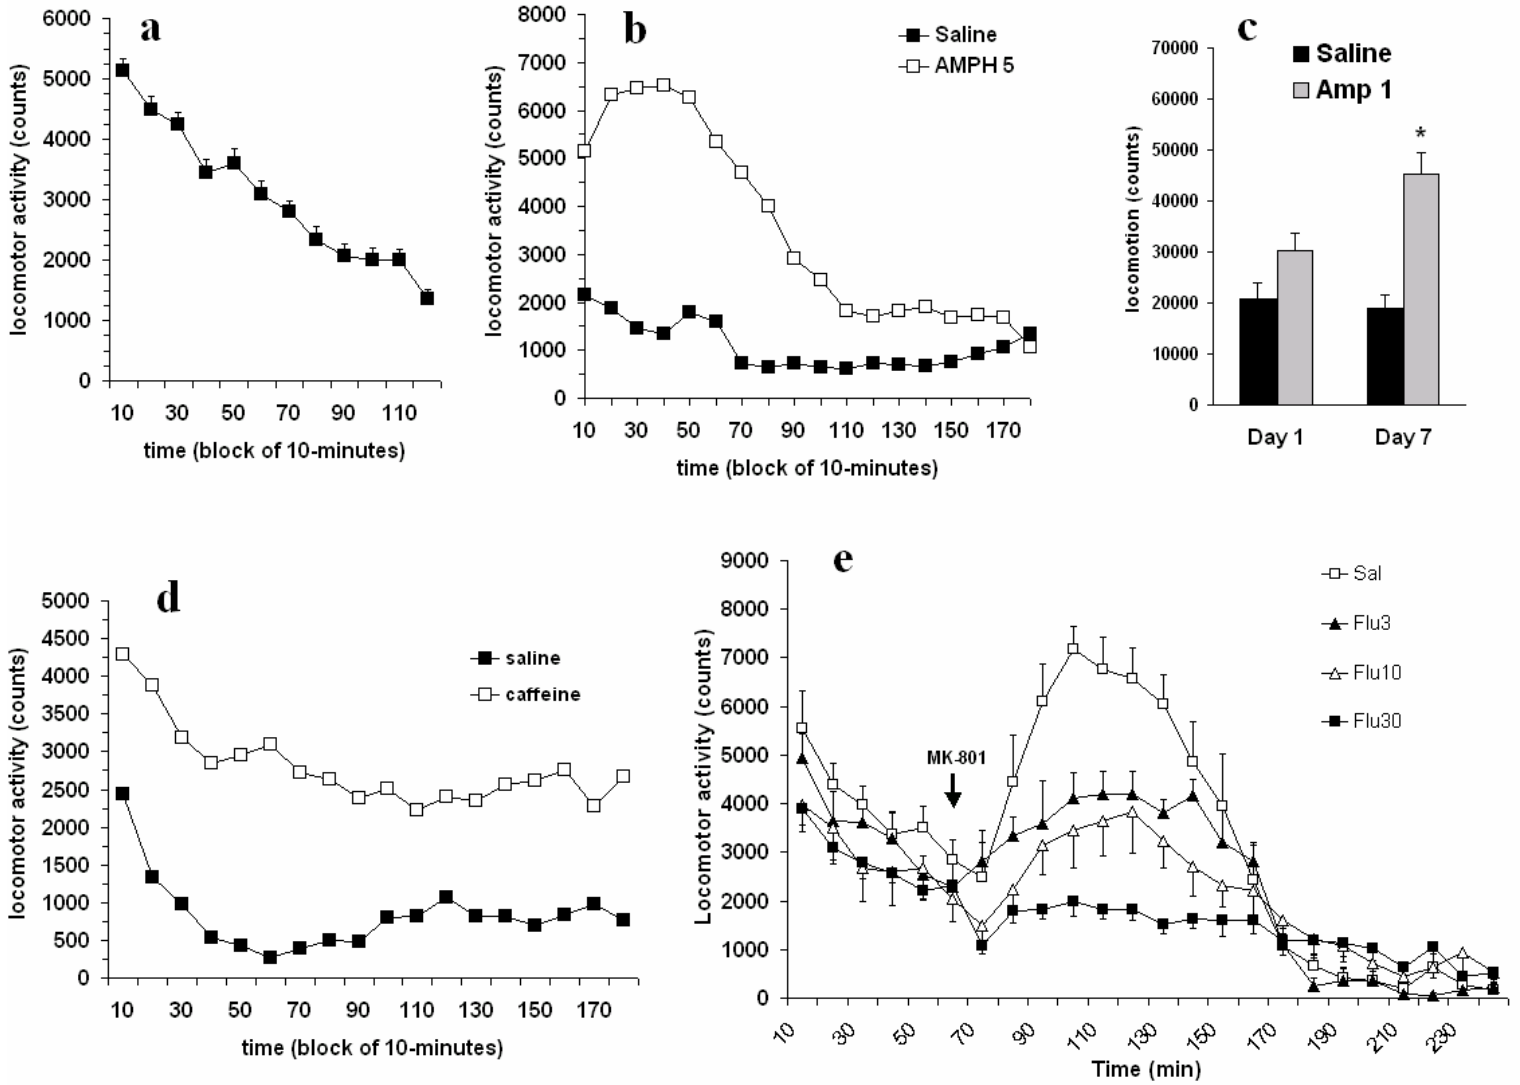 a
6000
5000
4000
3000
2000
1000
0
locomotor activity (counts)
10 30 50 70 90 110
time (block of 10-minutes)
b
8000
7000
6000
5000
4000
3000
2000
1000
0
locomotor activity (counts)
Saline
AMPH 5
10 30 50 70 90 110 130 150 170
time (block of 10-minutes)
c
70000
60000
50000
40000
30000
20000
10000
0
locomotion (counts)
Saline
Amp 1
*
Day 1 Day 7
d
5000
4500
4000
3500
3000
2500
2000
1500
1000
500
0
locomotor activity (counts)
saline
caffeine
10 30 50 70 90 110 130 150 170
time (block of 10-minutes)
e
9000
8000
7000
6000
5000
4000
3000
2000
1000
0
Locomotor activity (counts)
Sal
Flu3
Flu10
Flu30
MK-801
10 30 50 70 90 110 130 150 170 190 210 230
Time (min)